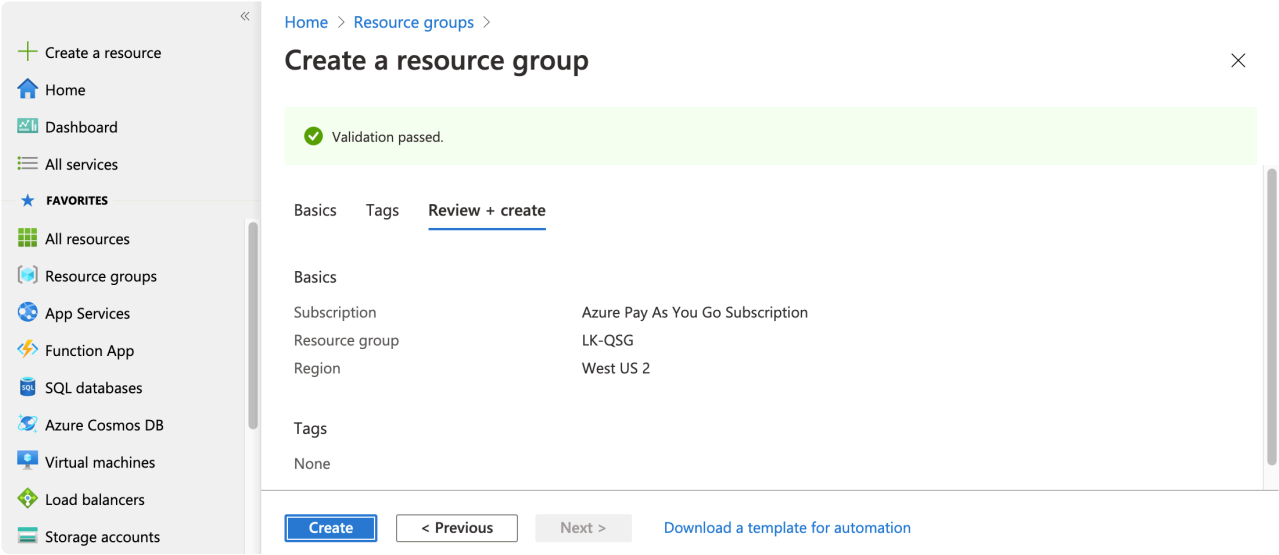 «
Create a resource
Home
Dashboard
All services
FAVORITES
All resources
Resource groups
App Services
Function App
SQL
SQL databases
Azure Cosmos DB
Virtual machines
Load balancers
Storage accounts
Home > Resource groups >
Create a resource group
Validation passed.
Basics Tags Review + create
Basics
Subscription Azure Pay As You Go Subscription
Resource group LK-QSG
Region West US 2
Tags
None
Create < Previous Next > Download a template for automation